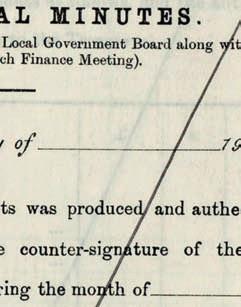 AL MINUTES.
Local Government Board along wit
ch Finance Meeting).
y of 19
ts was produced and authe
e counter-signature of the
ring the month of